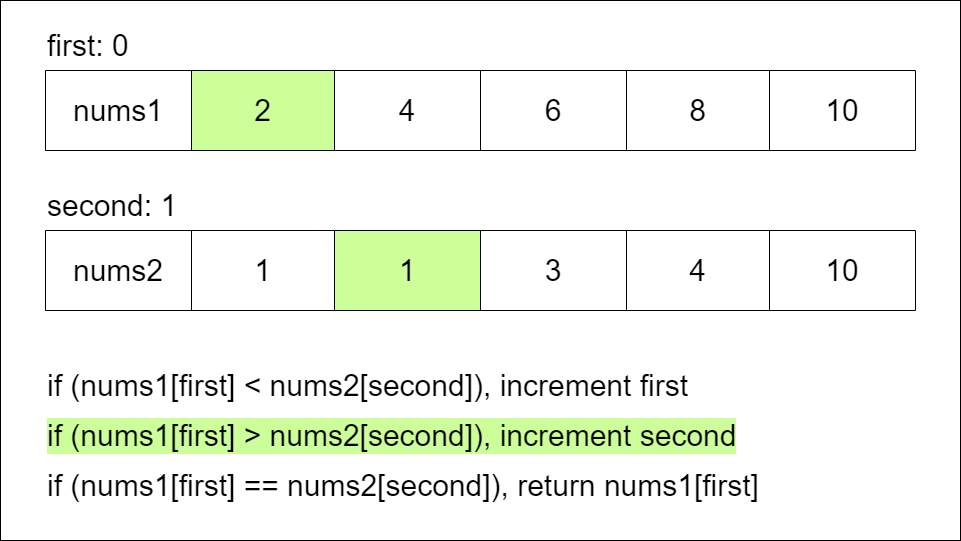 first: 0
nums1 2 4 6 8 10
second: 1
nums2 1 1 3 4 10
if (nums1[first] < nums2[second]), increment first
if (nums1[first] > nums2[second]), increment second
if (nums1[first] == nums2[second]), return nums1[first]